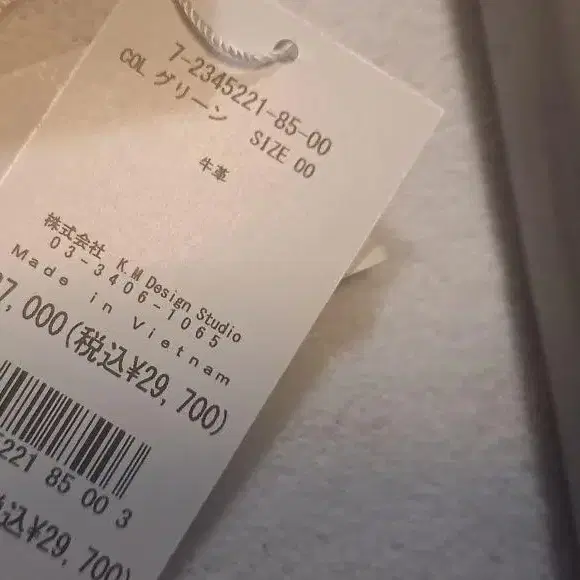 7-2345221-85-00
COL グリーン SIZE 00
牛革
株式会社 K.M Design Studio
03-3406-1065
Made in Vietnam
7,000(税込¥29,700)
221 85 00 3
税込¥29,700)